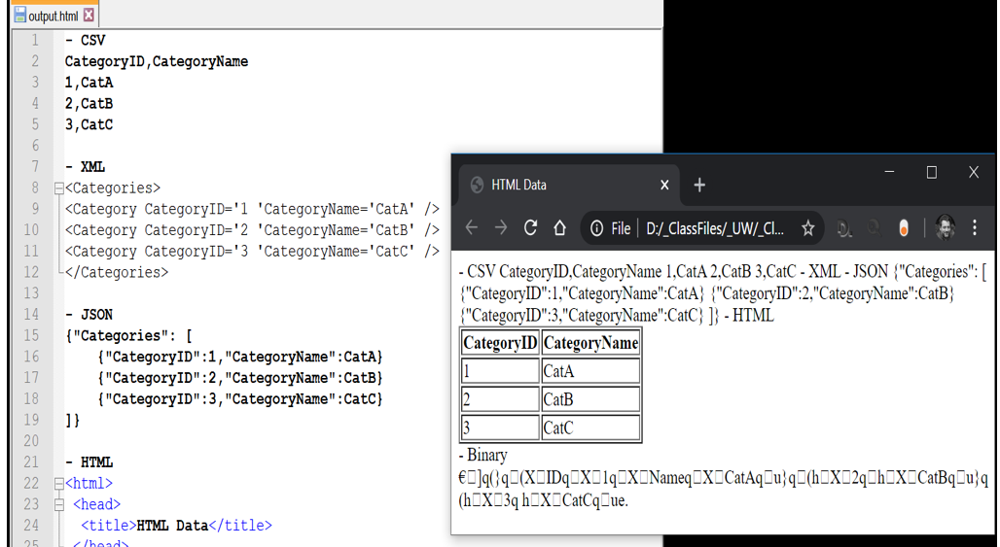 output.html
1 - CSV
2 CategoryID,CategoryName
3 1,CatA
4 2,CatB
5 3,CatC
6
7 - XML
8 <Categories>
9 <Category CategoryID='1 'CategoryName='CatA' />
10 <Category CategoryID='2 'CategoryName='CatB' />
11 <Category CategoryID='3 'CategoryName='CatC' />
12 </Categories>
13
14 - JSON
15 {"Categories": [
16 {"CategoryID":1,"CategoryName":CatA}
17 {"CategoryID":2,"CategoryName":CatB}
18 {"CategoryID":3,"CategoryName":CatC}
19 ]}
20
21 - HTML
22 <html>
23 <head>
24 <title>HTML Data</title>
25 </head>
HTML Data
File | D:/_ClassFiles/_UW/_Cl...
- CSV CategoryID,CategoryName 1,CatA 2,CatB 3,CatC - XML - JSON {"Categories": [
{"CategoryID":1,"CategoryName":CatA} {"CategoryID":2,"CategoryName":CatB}
{"CategoryID":3,"CategoryName":CatC} ]} - HTML
CategoryID CategoryName
1 CatA
2 CatB
3 CatC
- Binary
€□]q(}q□(X□IDq□X□1q□X□Nameq□X□CatAq□u}q□(h□X□2q□h□X□CatBq□u}q
(h□X□3q h□X□CatCq□ue.